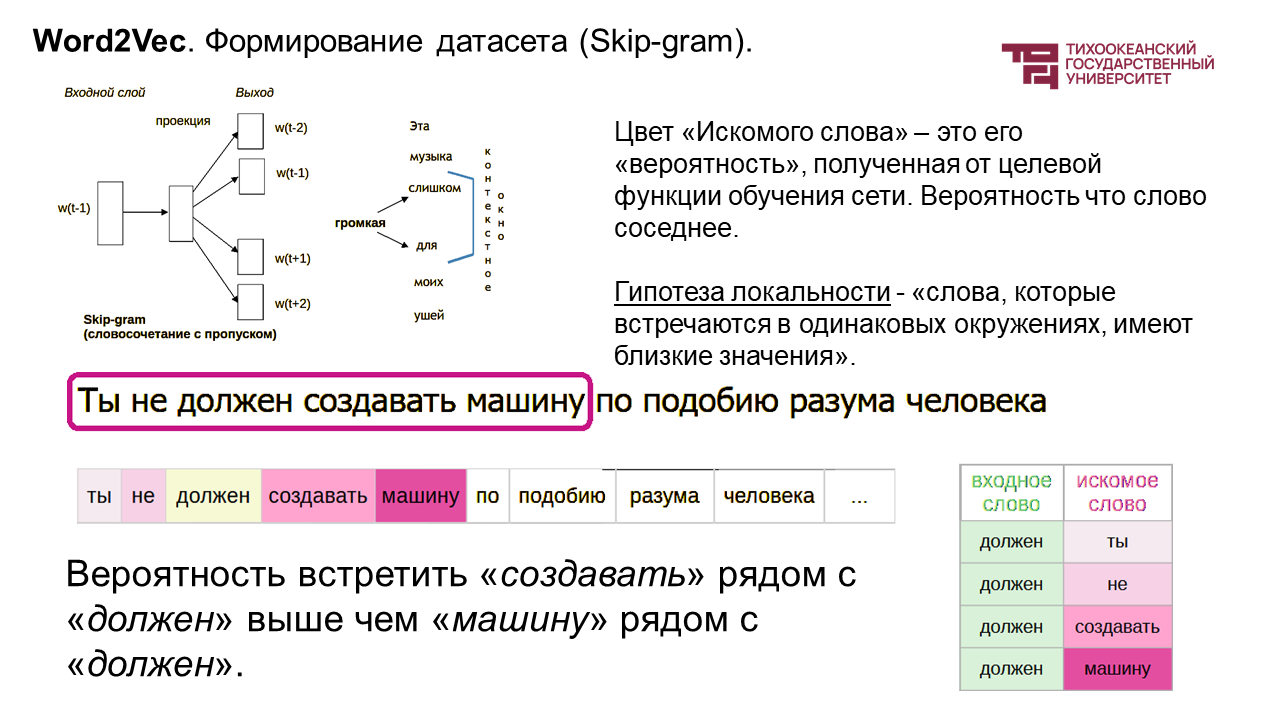 Word2Vec. Формирование датасета (Skip-gram).
ТИХООКЕАНСКИЙ
ГОСУДАРСТВЕННЫЙ
УНИВЕРСИТЕТ
Входной слой
Выход
проекция
w(t-2)
w(t-1)
w(t-1)
w(t+1)
w(t+2)
Skip-gram
(словосочетание с пропуском)
Эта
музыка
слишком
громкая
для
моих
ушей
контекстное
окно
Цвет «Искомого слова» – это его
«вероятность», полученная от целевой
функции обучения сети. Вероятность что слово
соседнее.
Гипотеза локальности - «слова, которые
встречаются в одинаковых окружениях, имеют
близкие значения».
Ты не должен создавать машину по подобию разума человека
ты не должен создавать машину по подобию разума человека ...
Вероятность встретить «создавать» рядом с
«должен» выше чем «машину» рядом с
«должен».
входное слово искомое слово
должен ты
должен не
должен создавать
должен машину